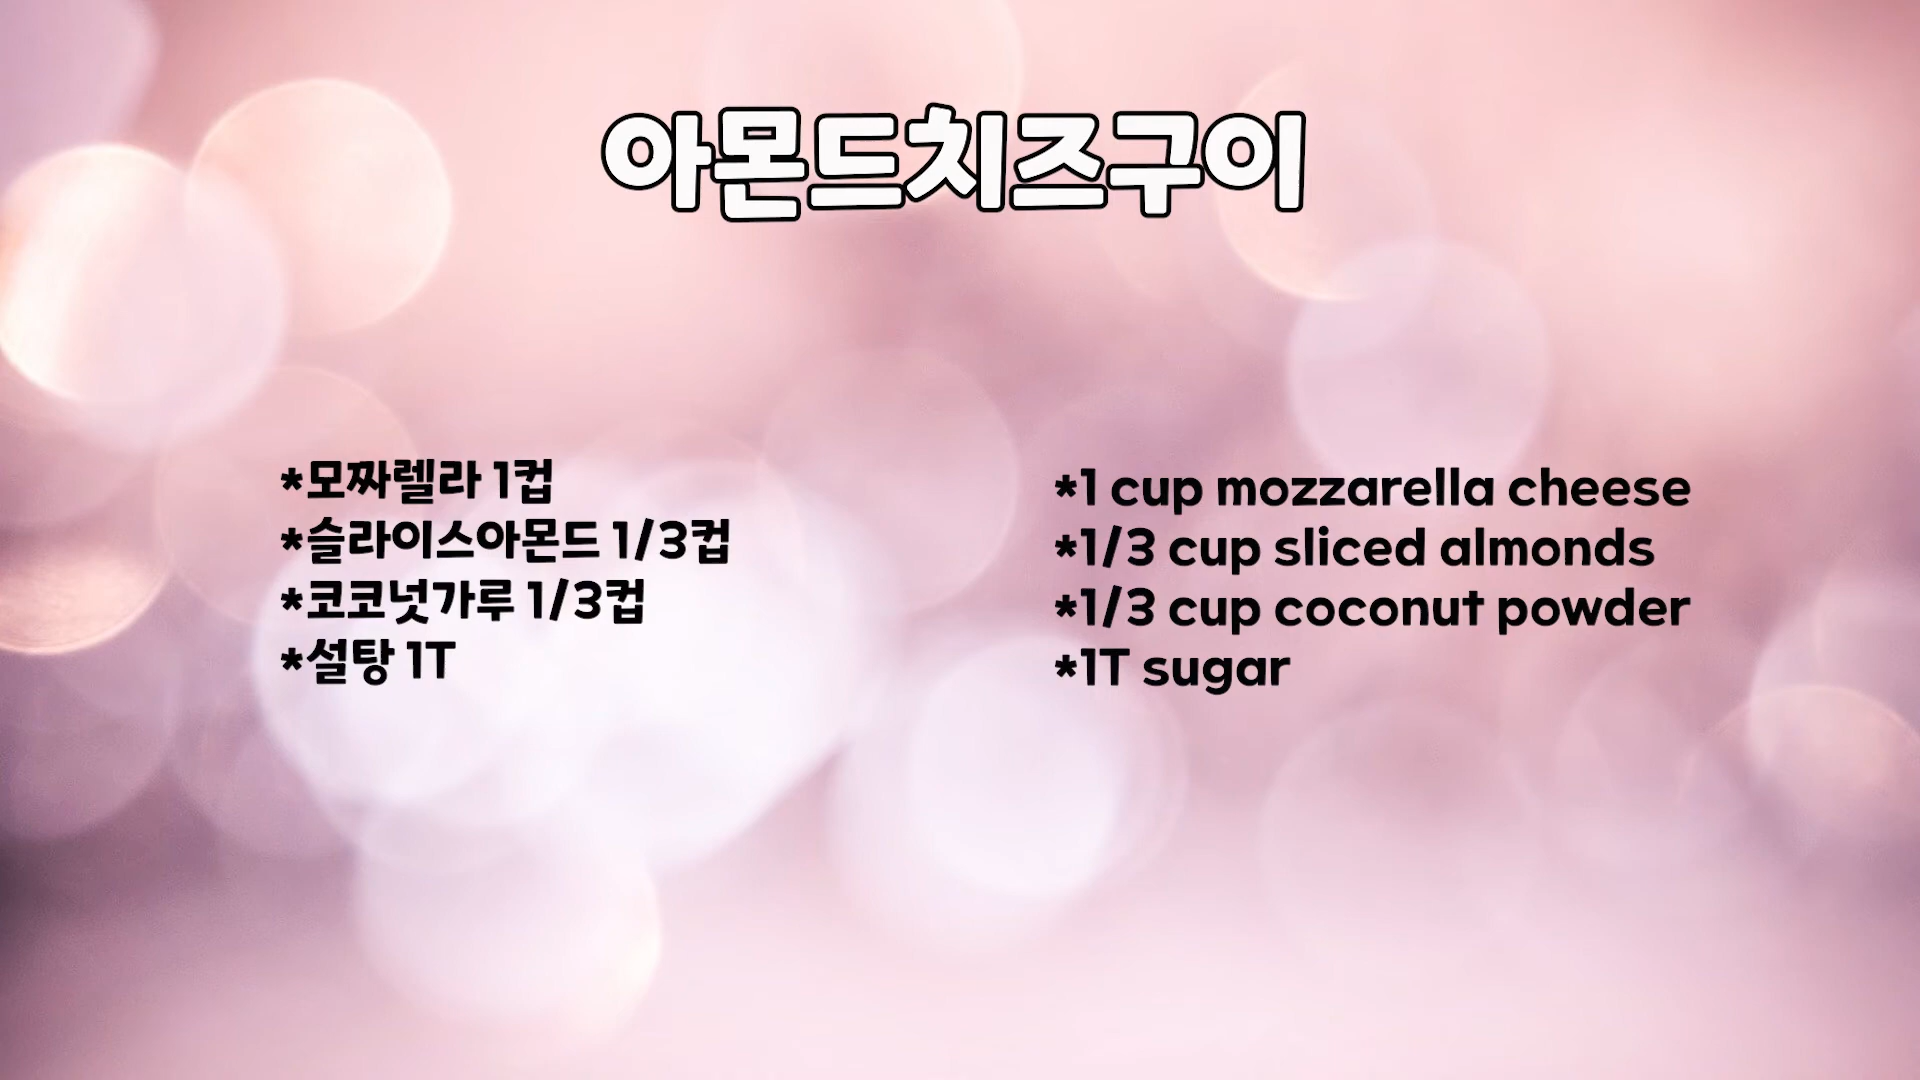 아몬드치즈구이
*모짜렐라 1컵
*슬라이스아몬드 1/3컵
*코코넛가루 1/3컵
*설탕 1T
*1 cup mozzarella cheese
*1/3 cup sliced almonds
*1/3 cup coconut powder
*1T sugar